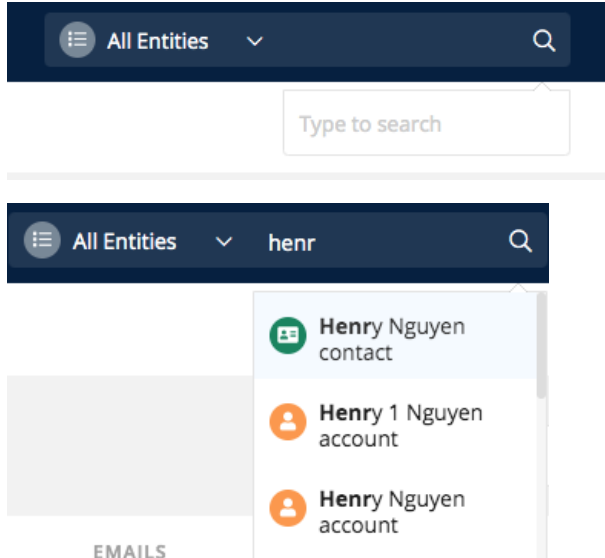 All Entities
Type to search
All Entities henr
Henry Nguyen
contact
Henry 1 Nguyen
account
Henry Nguyen
account
EMAILS